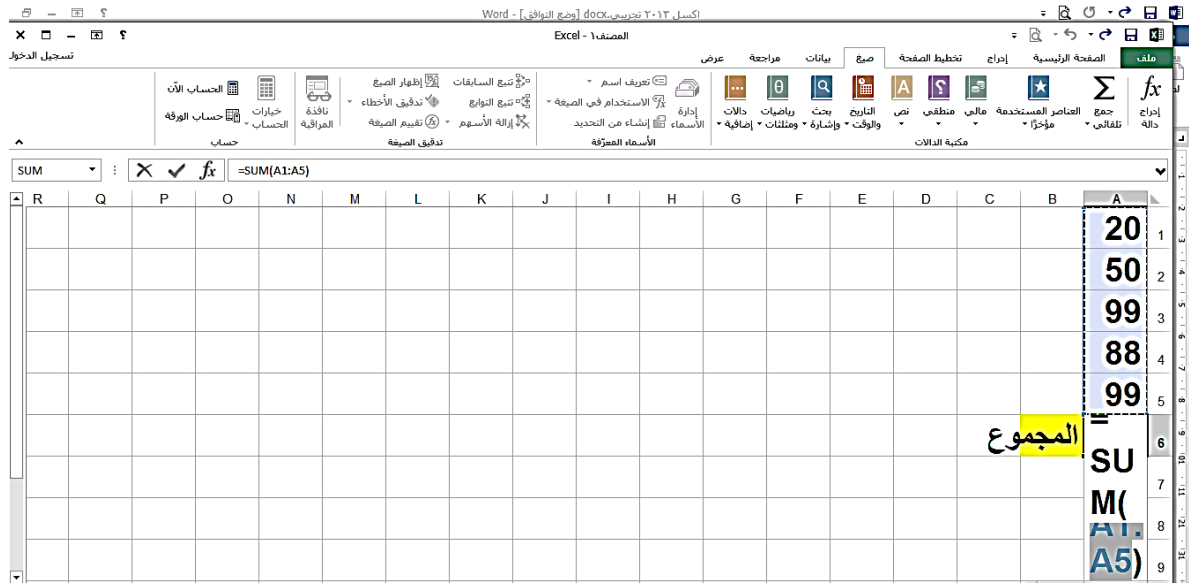 اكسل ٢٠١٣ تجريبي.docx [وضع التوافق] - Word
المصنف١ - Excel
ملف الصفحة الرئيسية إدراج تخطيط الصفحة صيغ بيانات مراجعة عرض تسجيل الدخول
fx إدراج دالة
Σ جمع تلقائي
العناصر المستخدمة مؤخرًا
مالي
منطقي
نص
التاريخ والوقت
بحث وإشارة
رياضيات ومثلثات
دالات إضافية
مكتبة الدالات
إدارة الأسماء
تعريف اسم
الاستخدام في الصيغة
إنشاء من التحديد
الأسماء المعرّفة
تتبع السابقات
تتبع التوابع
إزالة الأسهم
إظهار الصيغ
تدقيق الأخطاء
تقييم الصيغة
تدقيق الصيغة
نافذة المراقبة
خيارات الحساب
الحساب الآن
حساب الورقة
حساب
SUM fx =SUM(A1:A5)
R Q P O N M L K J I H G F E D C B A
20 1
50 2
99 3
88 4
99 5
المجموع 6
=
SU
M( 7
A1: 8
A5) 9